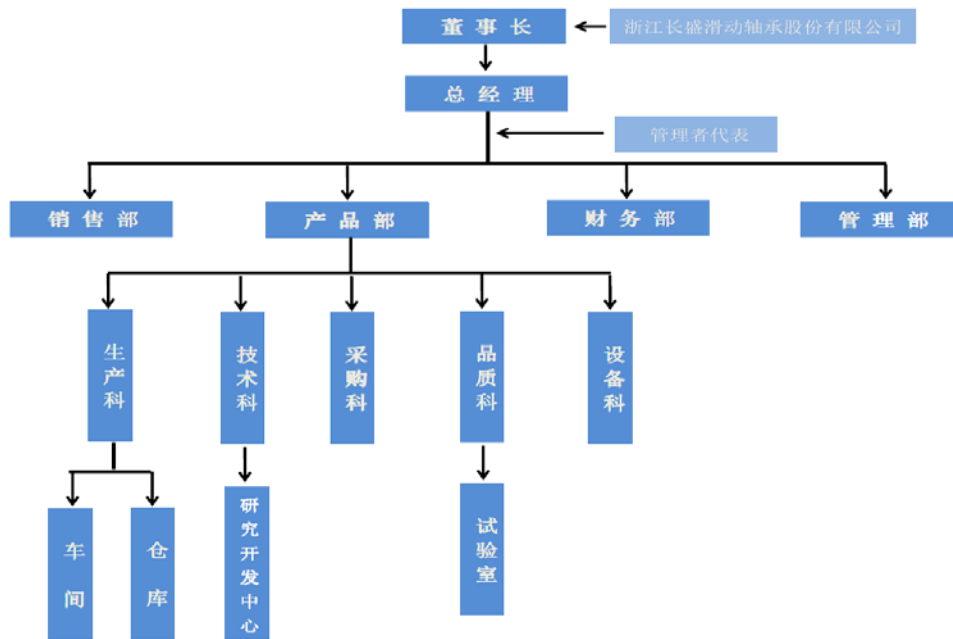 董事长
浙江长盛滑动轴承股份有限公司
总经理
管理者代表
销售部
产品部
财务部
管理部
生产科
技术科
采购科
品质科
设备科
车间
仓库
研究开发中心
试验室